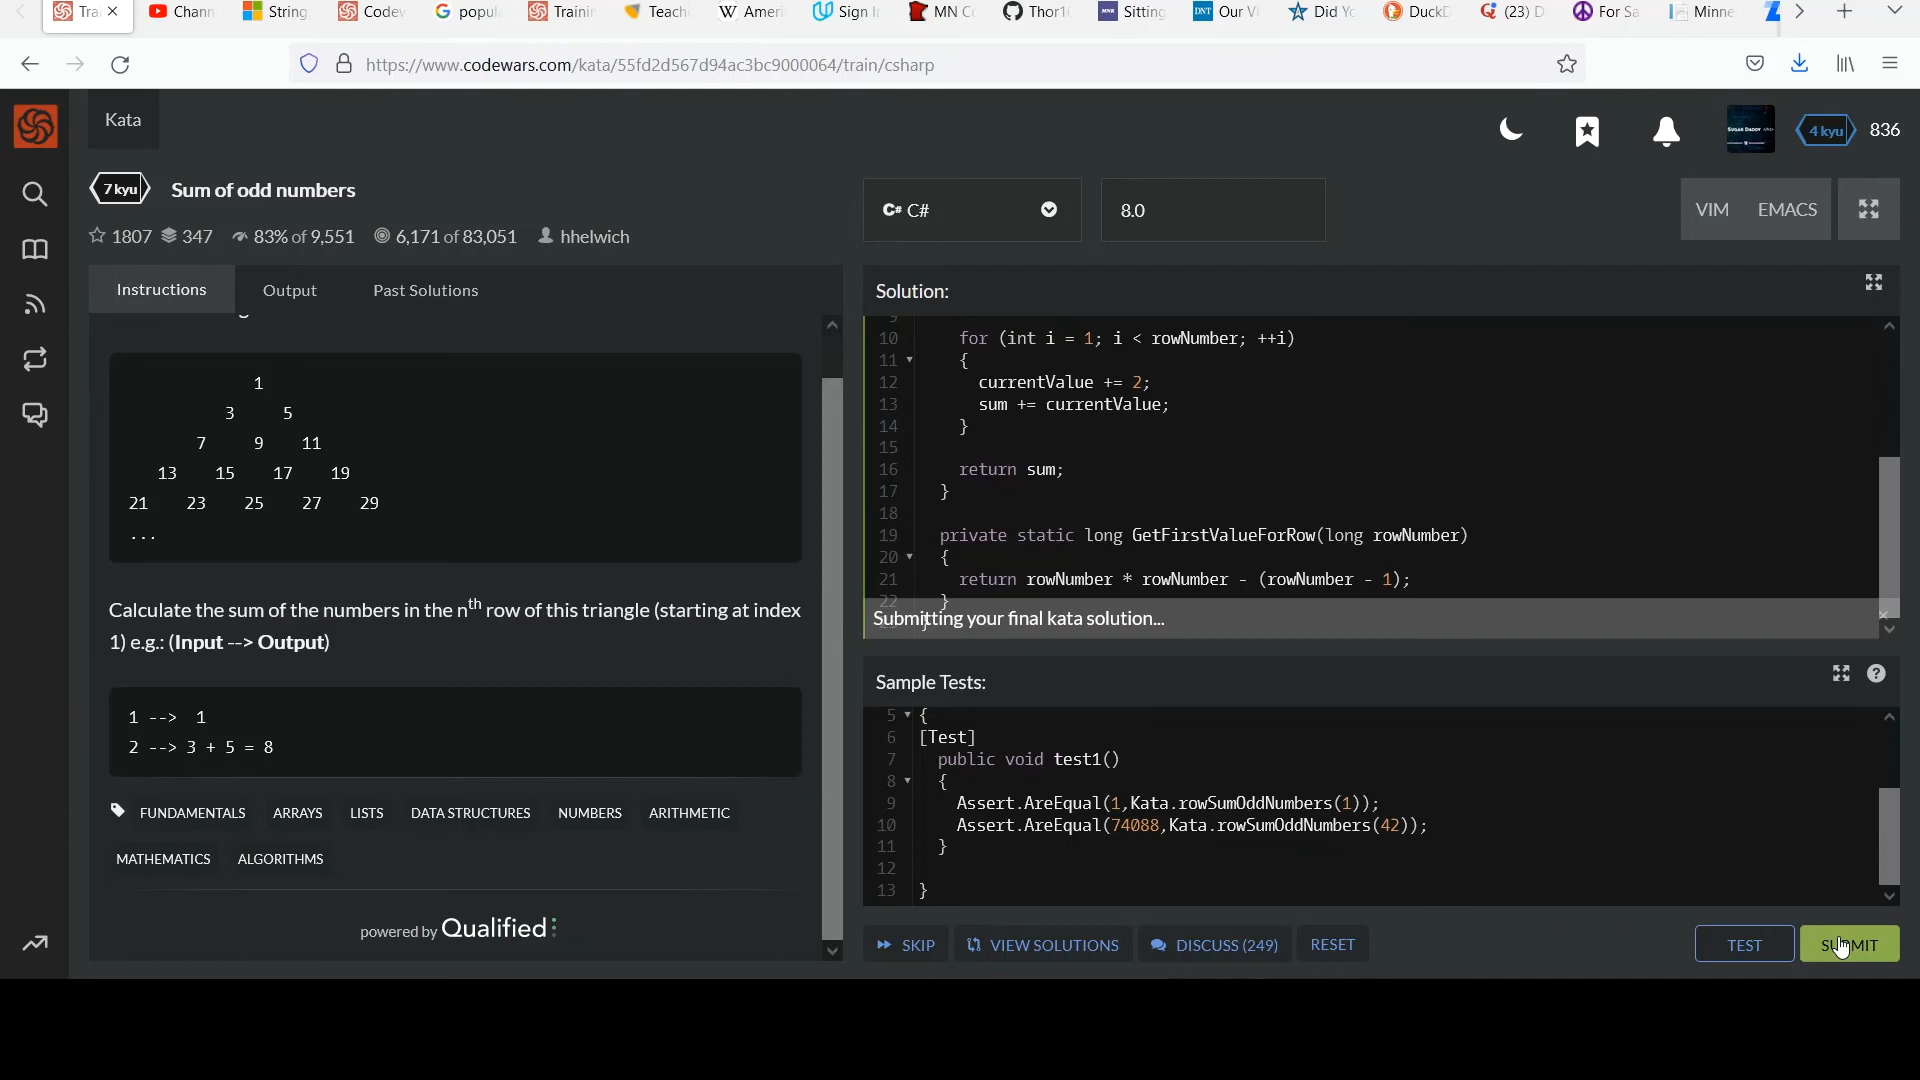 Tra
Chann
String
Codew
popul
Trainin
Teach
Ameri
Sign I
MN C
Thor1
Sitting
Our V
Did Y
DuckD
(23) D
For Sa
Minne
https://www.codewars.com/kata/55fd2d567d94ac3bc9000064/train/csharp
Kata
4 kyu 836
7 kyu Sum of odd numbers
1807 347 83% of 9,551 6,171 of 83,051 hhelwich
C# C#
8.0
VIM EMACS
Instructions Output Past Solutions
1
3 5
7 9 11
13 15 17 19
21 23 25 27 29
...
Calculate the sum of the numbers in the nth row of this triangle (starting at index
1) e.g.: (Input --> Output)
1 --> 1
2 --> 3 + 5 = 8
FUNDAMENTALS ARRAYS LISTS DATA STRUCTURES NUMBERS ARITHMETIC
MATHEMATICS ALGORITHMS
powered by Qualified
Solution:
9
10 for (int i = 1; i < rowNumber; ++i)
11 {
12 currentValue += 2;
13 sum += currentValue;
14 }
15
16 return sum;
17 }
18
19 private static long GetFirstValueForRow(long rowNumber)
20 {
21 return rowNumber * rowNumber - (rowNumber - 1);
22 }
Submitting your final kata solution...
Sample Tests:
5 {
6 [Test]
7 public void test1()
8 {
9 Assert.AreEqual(1,Kata.rowSumOddNumbers(1));
10 Assert.AreEqual(74088,Kata.rowSumOddNumbers(42));
11 }
12
13 }
SKIP VIEW SOLUTIONS DISCUSS (249) RESET
TEST SUBMIT